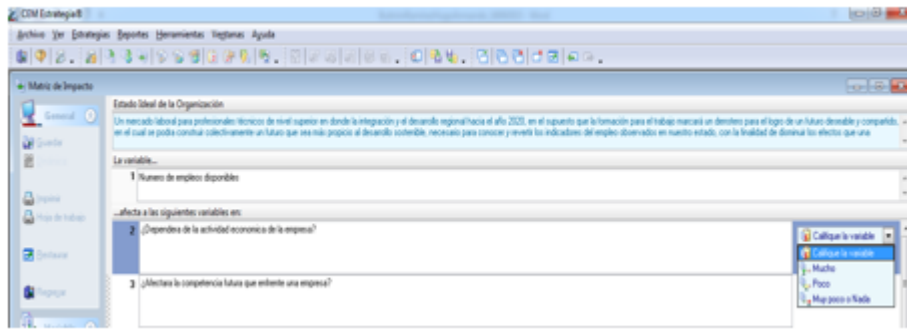 CEM Estrategia®
Archivo Ver Estrategias Reportes Herramientas Ventanas Ayuda
Matriz de Impacto
General
Estado Ideal de la Organización
Un mercado laboral para profesionales técnicos de nivel superior en donde la integración y el desarrollo regional hacia el año 2020, en el supuesto que la formación para el trabajo marcará un derrotero para el logro de un futuro deseable y compartido,
en el cual se podra construir colectivamente un futuro que sea más propicio al desarrollo sostenible, necesario para conocer y revertir los indicadores del empleo observados en nuestro estado, con la finalidad de disminuir los efectos que una
Guardar
La variable...
1 Numero de empleos disponibles
Imprimir
Hoja de trabajo
...afecta a las siguientes variables en:
2 ¿Dependera de la actividad economica de la empresa?
Califique la variable
Califique la variable
Mucho
Poco
Muy poco o Nada
3 ¿Afectara la competencia futura que enfrente una empresa?
Regresar